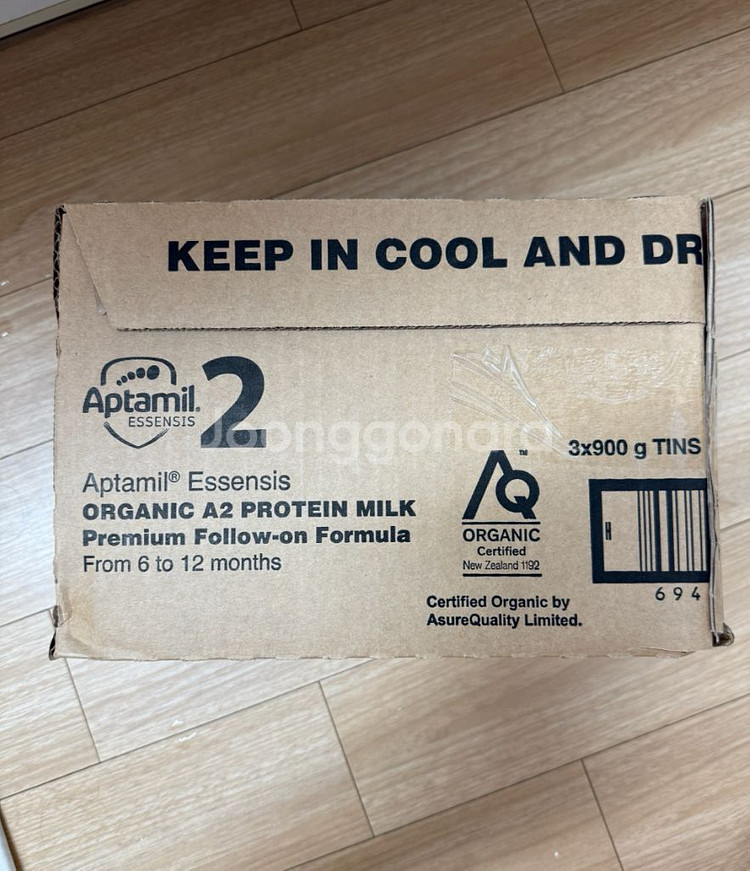 KEEP IN COOL AND DR
Aptamil®
ESSENSIS
2
Joonggonara
3x900 g TINS
Aptamil® Essensis
ORGANIC A2 PROTEIN MILK
Premium Follow-on Formula
From 6 to 12 months
AQ™
ORGANIC
Certified
New Zealand 1192
H
694
Certified Organic by
AsureQuality Limited.